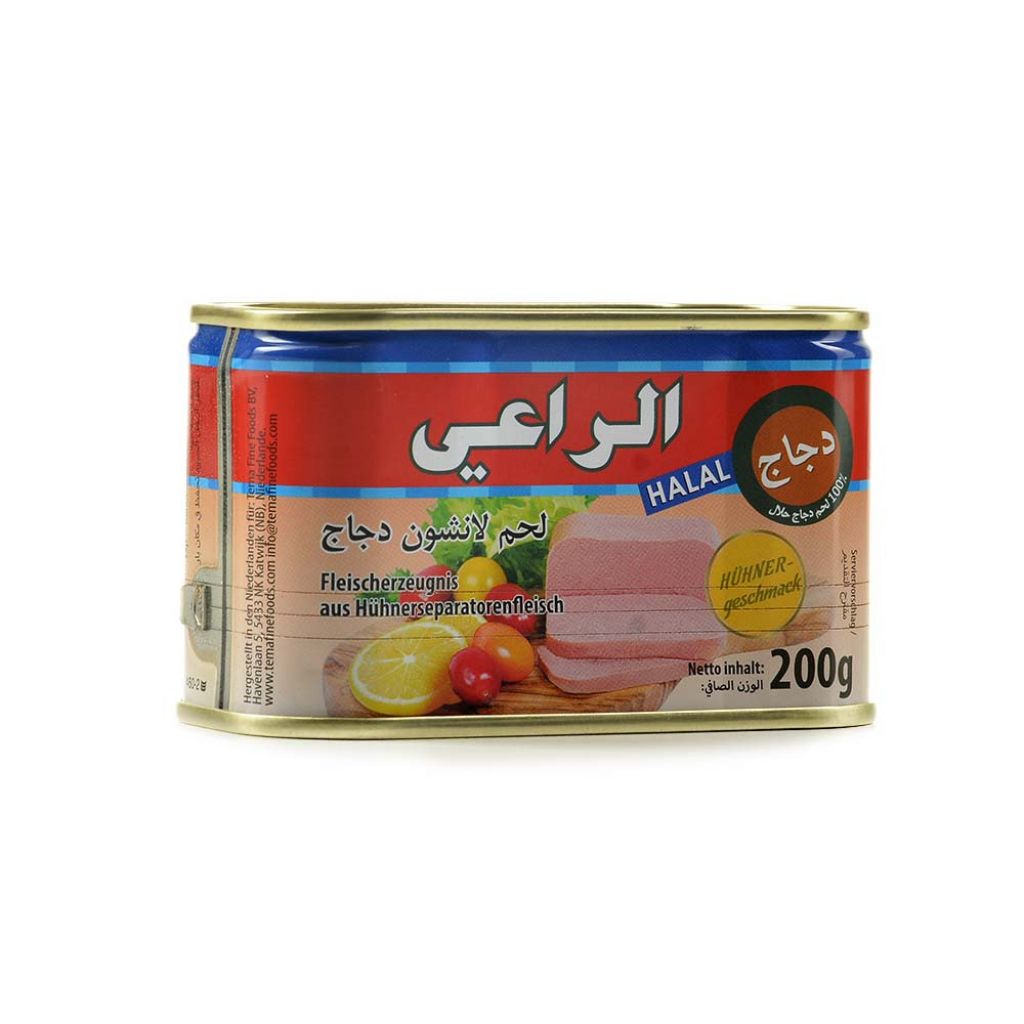 الراعي
HALAL
دجاج
100% لحم دجاج حلال
لحم لانشون دجاج
Fleischerzeugnis
aus Hühnerseparatorenfleisch
HÜHNER-
geschmack
Serviervorschlag /
Netto inhalt:
الوزن الصافي:
200g
Hergestellt in den Niederlanden für: Tema Fine Foods BV,
Havenlaan 5, 5433 NK Katwijk (NB), Niederlande.
www.temafinefoods.com info@temafinefoods.com